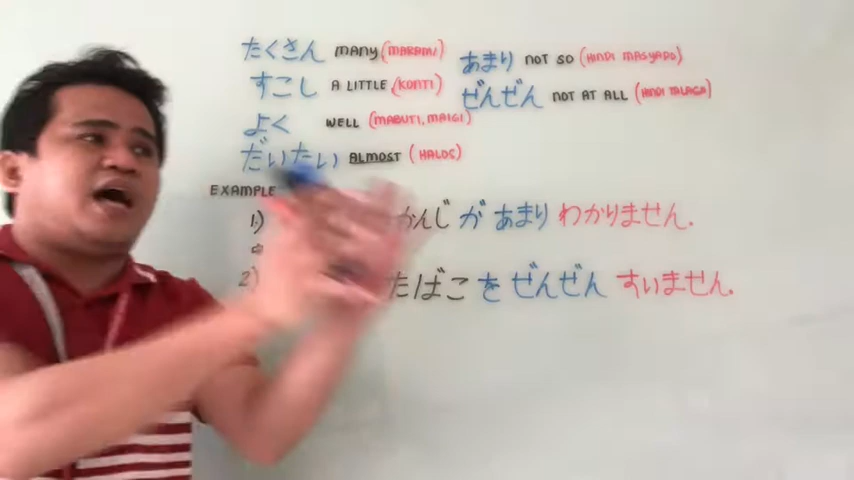 たくさん MANY (MARAMI)
すこし A LITTLE (KONTI)
よく WELL (MABUTI, MAIGI)
だいたい ALMOST (HALOS)
あまり NOT SO (HINDI MASYADO)
ぜんぜん NOT AT ALL (HINDI TALAGA)
EXAMPLE
1) かんじ が あまり わかりません.
2) たばこ を ぜんぜん すいません.